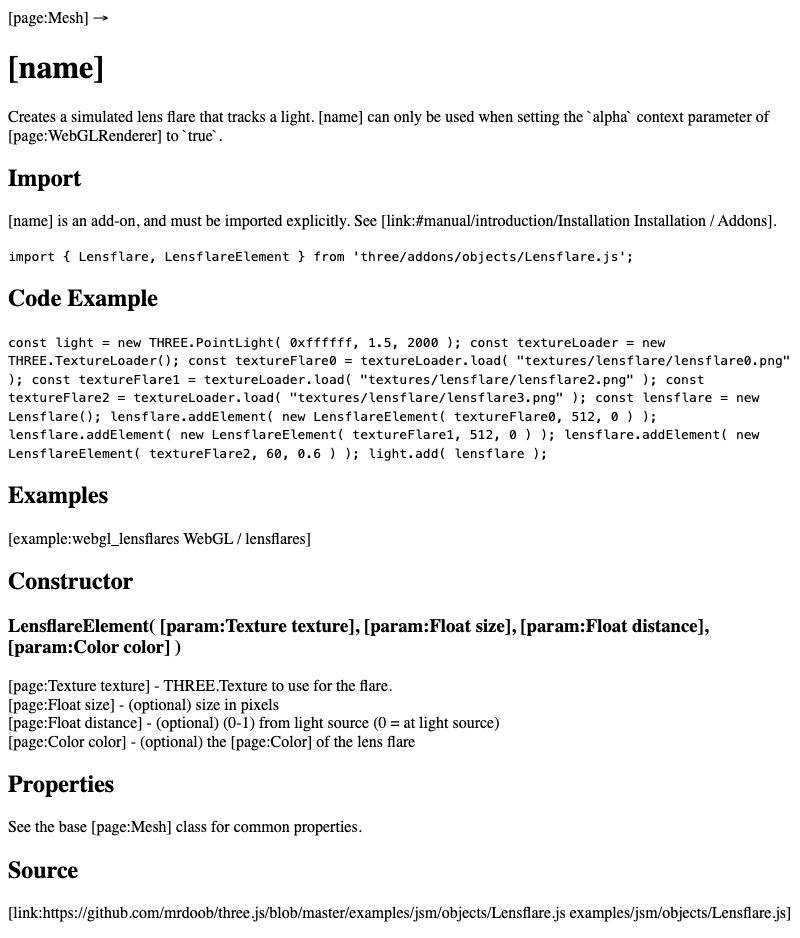 [page:Mesh] →
[name]
Creates a simulated lens flare that tracks a light. [name] can only be used when setting the `alpha` context parameter of
[page:WebGLRenderer] to `true`.
Import
[name] is an add-on, and must be imported explicitly. See [link:#manual/introduction/Installation Installation / Addons].
import { Lensflare, LensflareElement } from 'three/addons/objects/Lensflare.js';
Code Example
const light = new THREE.PointLight( 0xffffff, 1.5, 2000 ); const textureLoader = new
THREE.TextureLoader(); const textureFlare0 = textureLoader.load( "textures/lensflare/lensflare0.png"
); const textureFlare1 = textureLoader.load( "textures/lensflare/lensflare2.png" ); const
textureFlare2 = textureLoader.load( "textures/lensflare/lensflare3.png" ); const lensflare = new
Lensflare(); lensflare.addElement( new LensflareElement( textureFlare0, 512, 0 ) );
lensflare.addElement( new LensflareElement( textureFlare1, 512, 0 ) ); lensflare.addElement( new
LensflareElement( textureFlare2, 60, 0.6 ) ); light.add( lensflare );
Examples
[example:webgl_lensflares WebGL / lensflares]
Constructor
LensflareElement( [param:Texture texture], [param:Float size], [param:Float distance],
[param:Color color] )
[page:Texture texture] - THREE.Texture to use for the flare.
[page:Float size] - (optional) size in pixels
[page:Float distance] - (optional) (0-1) from light source (0 = at light source)
[page:Color color] - (optional) the [page:Color] of the lens flare
Properties
See the base [page:Mesh] class for common properties.
Source
[link:https://github.com/mrdoob/three.js/blob/master/examples/jsm/objects/Lensflare.js examples/jsm/objects/Lensflare.js]